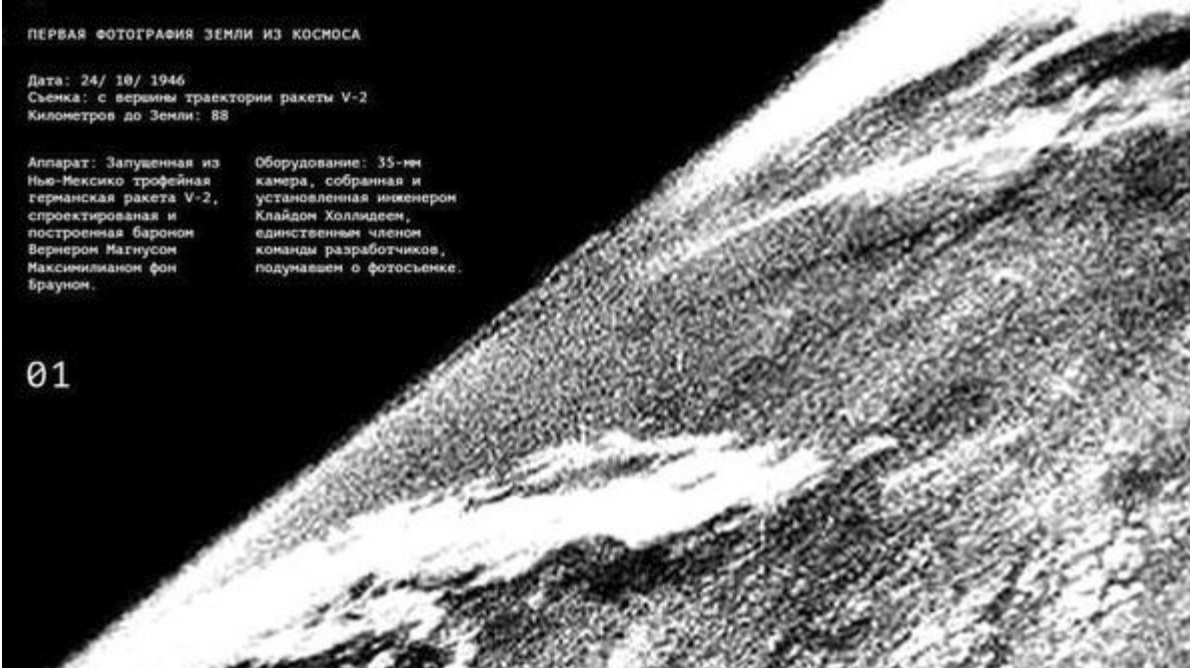 ПЕРВАЯ ФОТОГРАФИЯ ЗЕМЛИ ИЗ КОСМОСА
Дата: 24/ 10/ 1946
Съемка: с вершины траектории ракеты V-2
Километров до Земли: 88
Аппарат: Запущенная из
Нью-Мексико трофейная
германская ракета V-2,
спроектированая и
построенная бароном
Вернером Магнусом
Максимилианом фон
Брауном.
Оборудование: 35-мм
камера, собранная и
установленная инженером
Клайдом Холлидеем,
единственным членом
команды разработчиков,
подумавшем о фотосъемке.
01